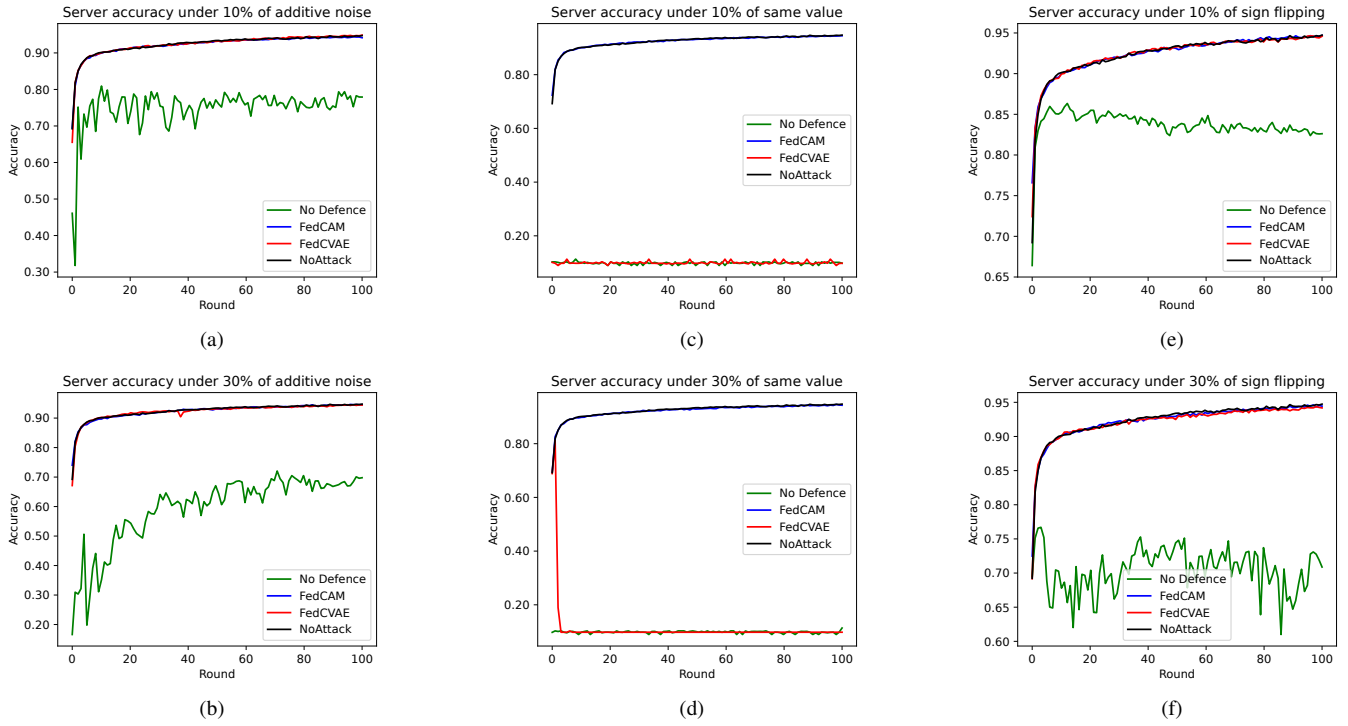 Server accuracy under 10% of additive noise
0.90
0.80
0.70
0.60
0.50
0.40
0.30
Accuracy
0
20
40
60
80
100
Round
No Defence
FedCAM
FedCVAE
NoAttack
(a)
Server accuracy under 10% of same value
0.80
0.60
0.40
0.20
Accuracy
0
20
40
60
80
100
Round
No Defence
FedCAM
FedCVAE
NoAttack
(c)
Server accuracy under 10% of sign flipping
0.95
0.90
0.85
0.80
0.75
0.70
0.65
Accuracy
0
20
40
60
80
100
Round
No Defence
FedCAM
FedCVAE
NoAttack
(e)
Server accuracy under 30% of additive noise
0.90
0.80
0.70
0.60
0.50
0.40
0.30
0.20
Accuracy
0
20
40
60
80
100
Round
No Defence
FedCAM
FedCVAE
NoAttack
(b)
Server accuracy under 30% of same value
0.80
0.60
0.40
0.20
Accuracy
0
20
40
60
80
100
Round
No Defence
FedCAM
FedCVAE
NoAttack
(d)
Server accuracy under 30% of sign flipping
0.95
0.90
0.85
0.80
0.75
0.70
0.65
0.60
Accuracy
0
20
40
60
80
100
Round
No Defence
FedCAM
FedCVAE
NoAttack
(f)